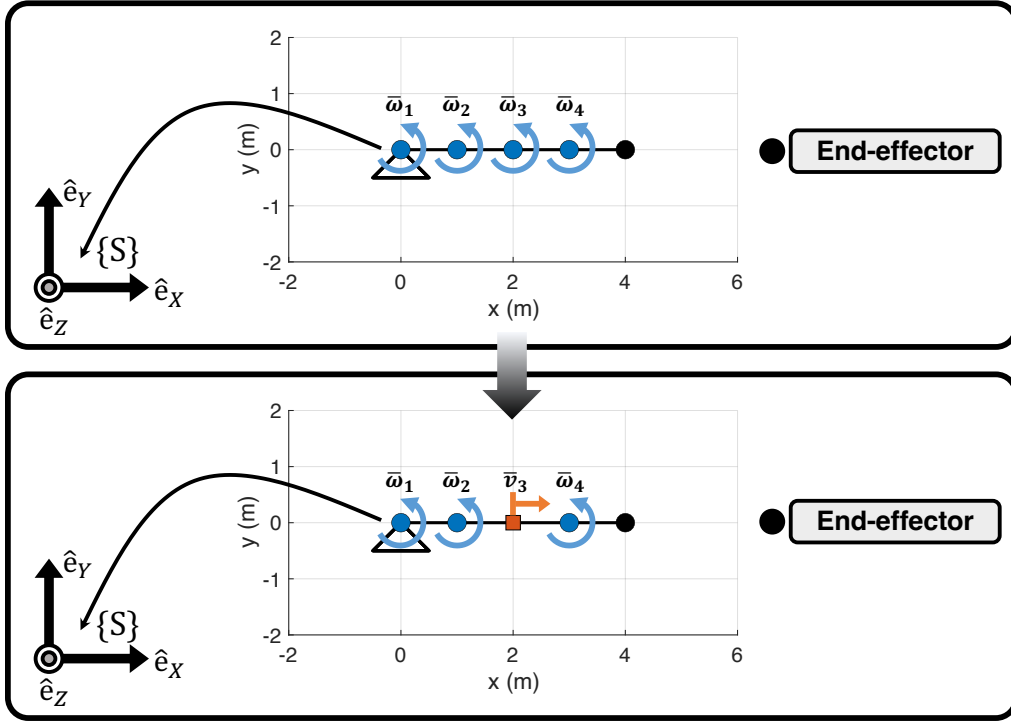 2
1
0
-1
-2
y (m)
-2 0 2 4 6
x (m)
ω̅₁ ω̅₂ ω̅₃ ω̅₄
End-effector
ê_Y
{S}
ê_X
ê_Z
2
1
0
-1
-2
y (m)
-2 0 2 4 6
x (m)
ω̅₁ ω̅₂ v̅₃ ω̅₄
End-effector
ê_Y
{S}
ê_X
ê_Z